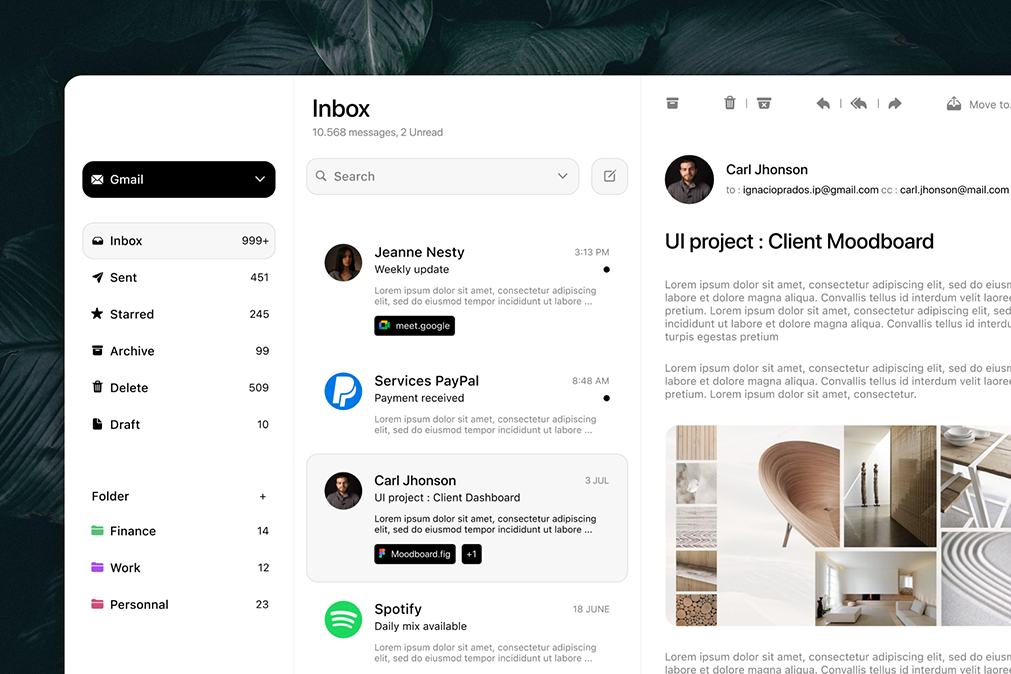 Gmail
Inbox 999+
Sent 451
Starred 245
Archive 99
Delete 509
Draft 10
Folder +
Finance 14
Work 12
Personnal 23
Inbox
10.568 messages, 2 Unread
Search
Jeanne Nesty 3:13 PM
Weekly update
Lorem ipsum dolor sit amet, consectetur adipiscing
elit, sed do eiusmod tempor incididunt ut labore ...
meet.google
Services PayPal 8:48 AM
Payment received
Lorem ipsum dolor sit amet, consectetur adipiscing
elit, sed do eiusmod tempor incididunt ut labore ...
Carl Jhonson 3 JUL
UI project : Client Dashboard
Lorem ipsum dolor sit amet, consectetur adipiscing
elit, sed do eiusmod tempor incididunt ut labore ...
Moodboard.fig +1
Spotify 18 JUNE
Daily mix available
Lorem ipsum dolor sit amet, consectetur adipiscing
elit, sed do eiusmod tempor incididunt ut labore ...
Move to.
Carl Jhonson
to : ignacioprados.ip@gmail.com cc : carl.jhonson@mail.com
UI project : Client Moodboard
Lorem ipsum dolor sit amet, consectetur adipiscing elit, sed do eiusm
labore et dolore magna aliqua. Convallis tellus id interdum velit laore
pretium. Lorem ipsum dolor sit amet, consectetur adipiscing elit, sed d
incididunt ut labore et dolore magna aliqua. Convallis tellus id interdu
turpis egestas pretium
Lorem ipsum dolor sit amet, consectetur adipiscing elit, sed do eiusm
labore et dolore magna aliqua. Convallis tellus id interdum velit laore
pretium. Lorem ipsum dolor sit amet, consectetur.
Lorem ipsum dolor sit amet, consectetur adipiscing elit, sed do eiusm
labore et dolore magna aliqua. Convallis tellus id interdum velit laore